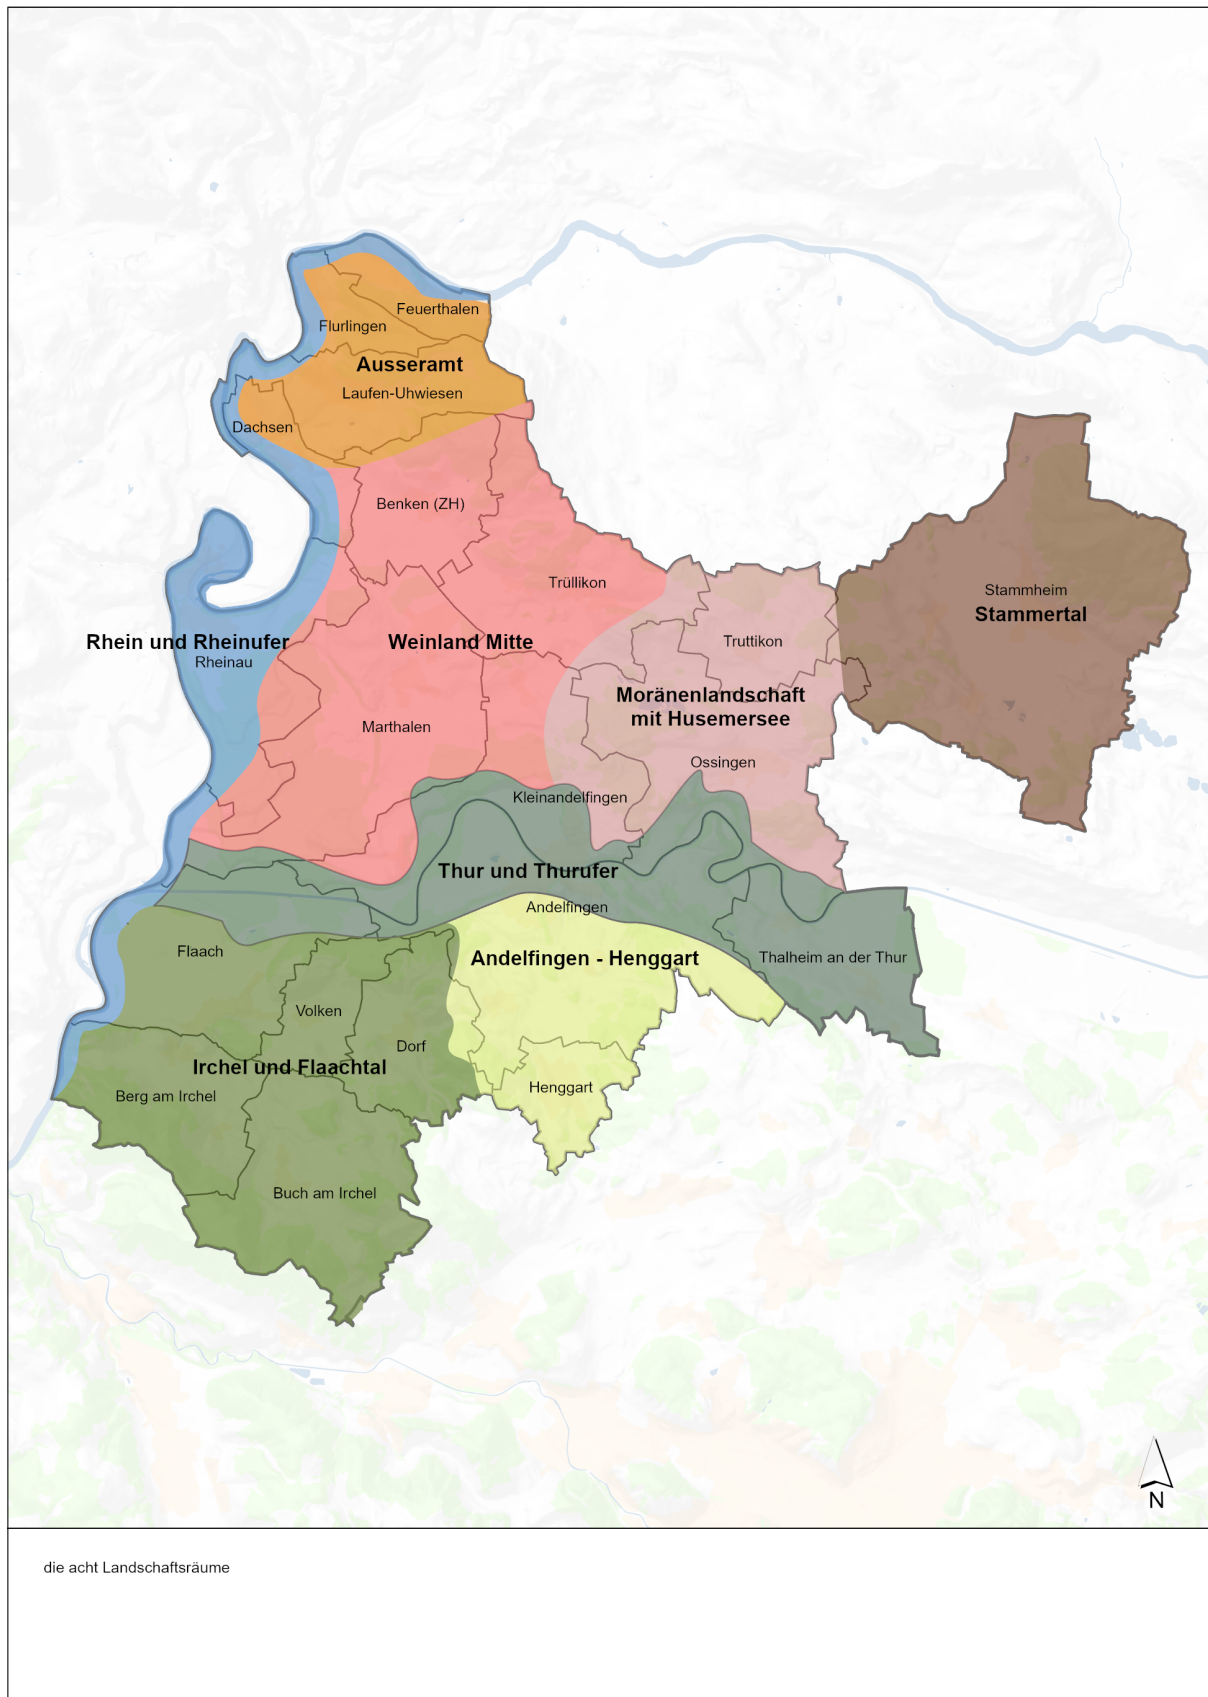 Feuerthalen
Flurlingen
Ausseramt
Laufen-Uhwiesen
Dachsen
Benken (ZH)
Trüllikon
Stammheim
Stammertal
Rhein und Rheinufer
Rheinau
Weinland Mitte
Truttikon
Moränenlandschaft
mit Husemersee
Marthalen
Ossingen
Kleinandelfingen
Thur und Thurufer
Andelfingen
Flaach
Andelfingen - Henggart
Thalheim an der Thur
Volken
Dorf
Irchel und Flaachtal
Berg am Irchel
Henggart
Buch am Irchel
N
die acht Landschaftsräume